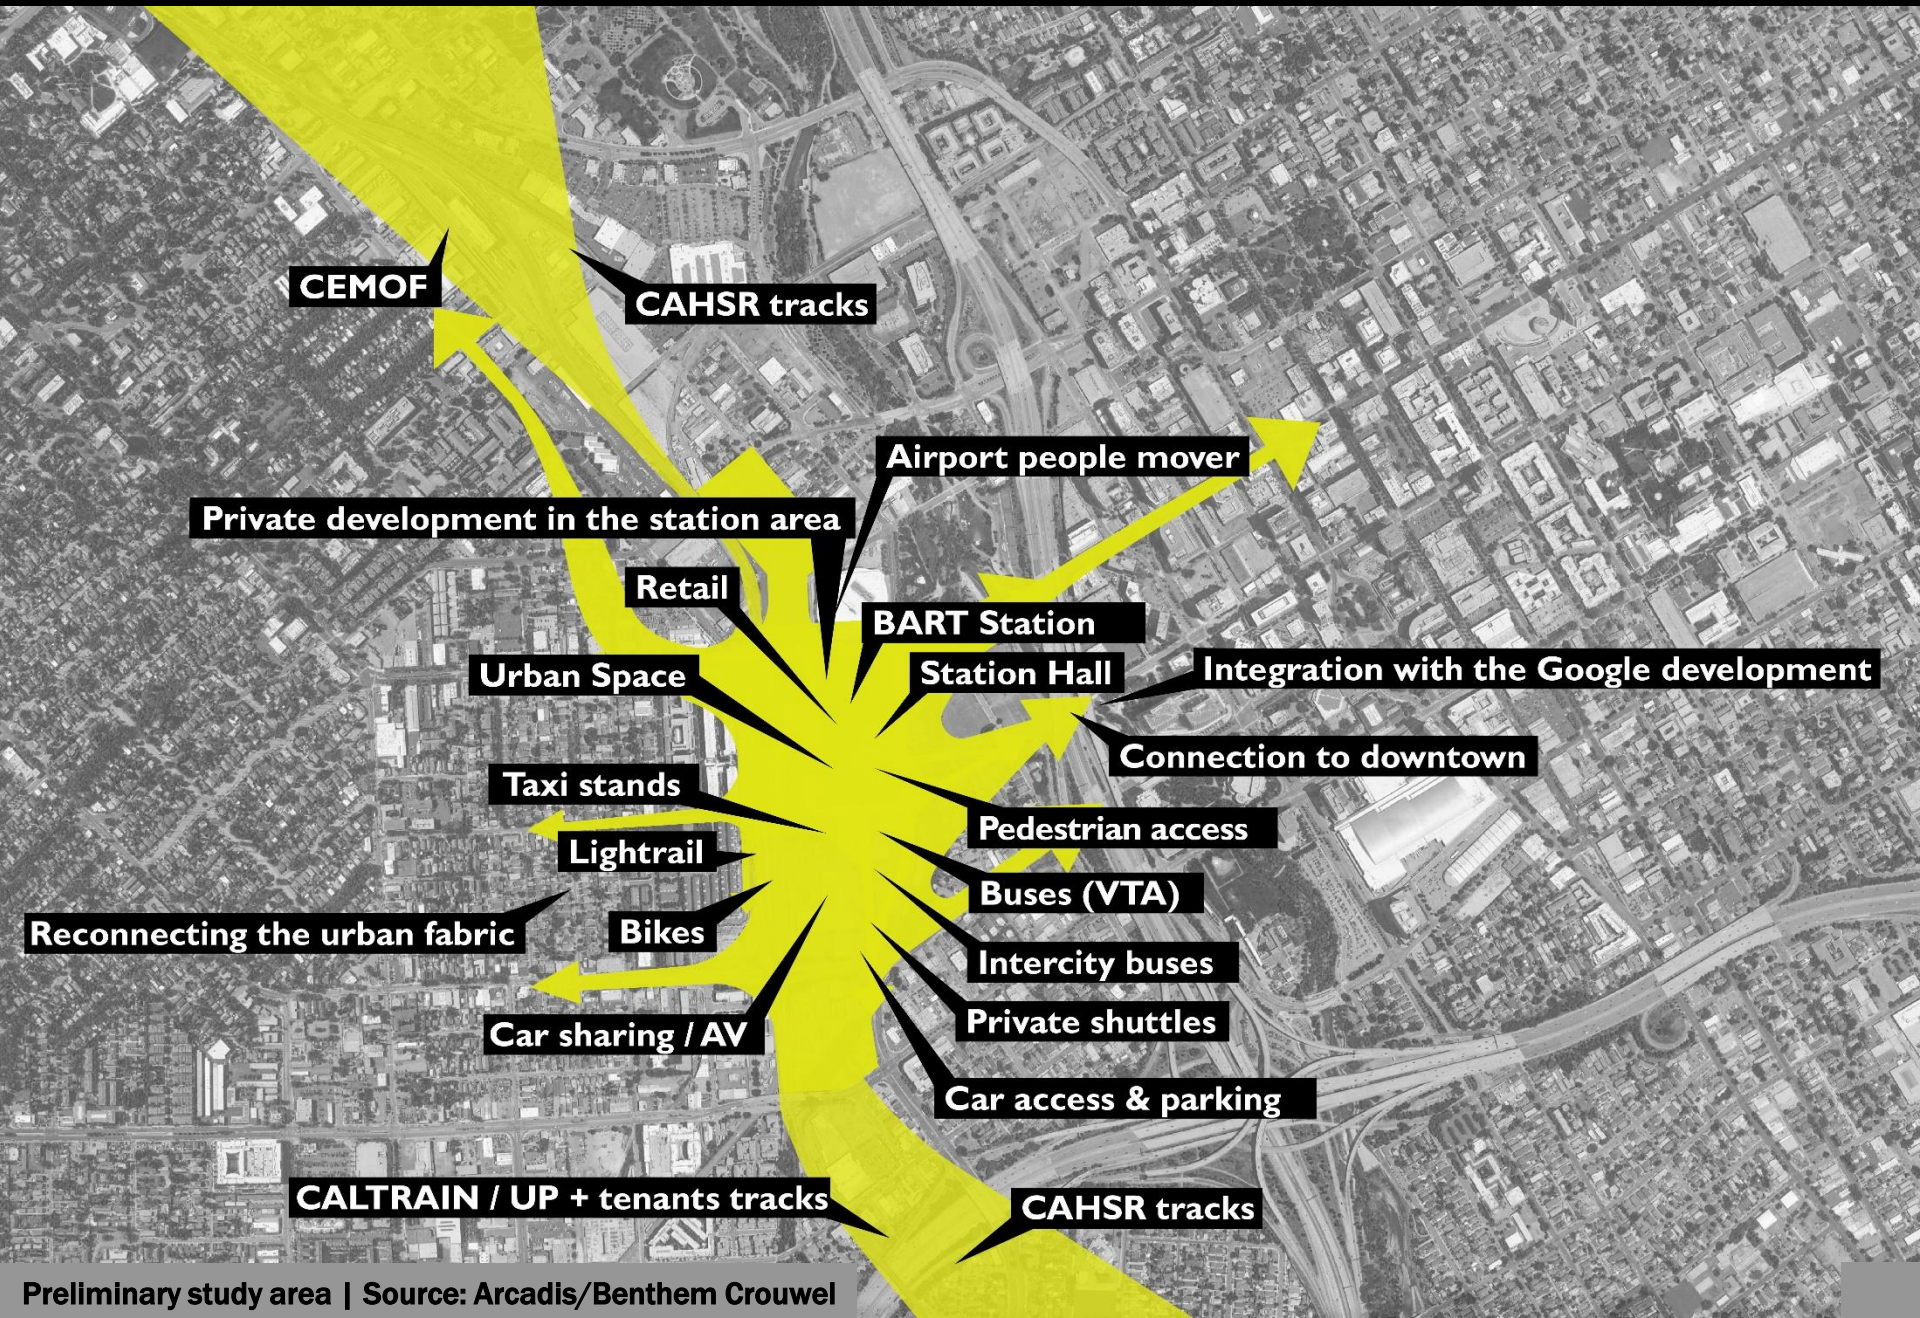 CEMOF
CAHSR tracks
Airport people mover
Private development in the station area
Retail
BART Station
Station Hall
Integration with the Google development
Urban Space
Connection to downtown
Taxi stands
Pedestrian access
Lightrail
Buses (VTA)
Reconnecting the urban fabric
Bikes
Intercity buses
Private shuttles
Car sharing / AV
Car access & parking
CALTRAIN / UP + tenants tracks
CAHSR tracks
Preliminary study area | Source: Arcadis/Benthem Crouwel